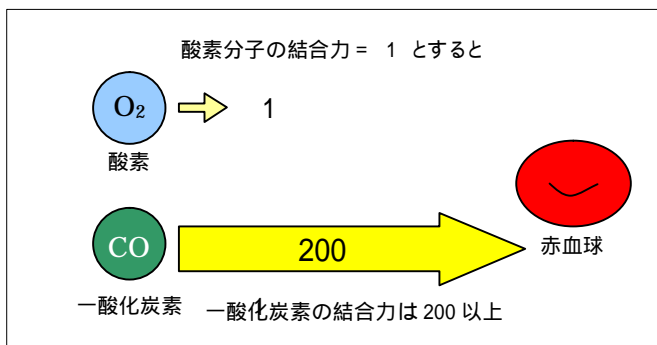 酸素分子の結合力 = 1 とすると
O₂
1
酸素
CO
200
赤血球
一酸化炭素
1
一酸化炭素の結合力は 200 以上